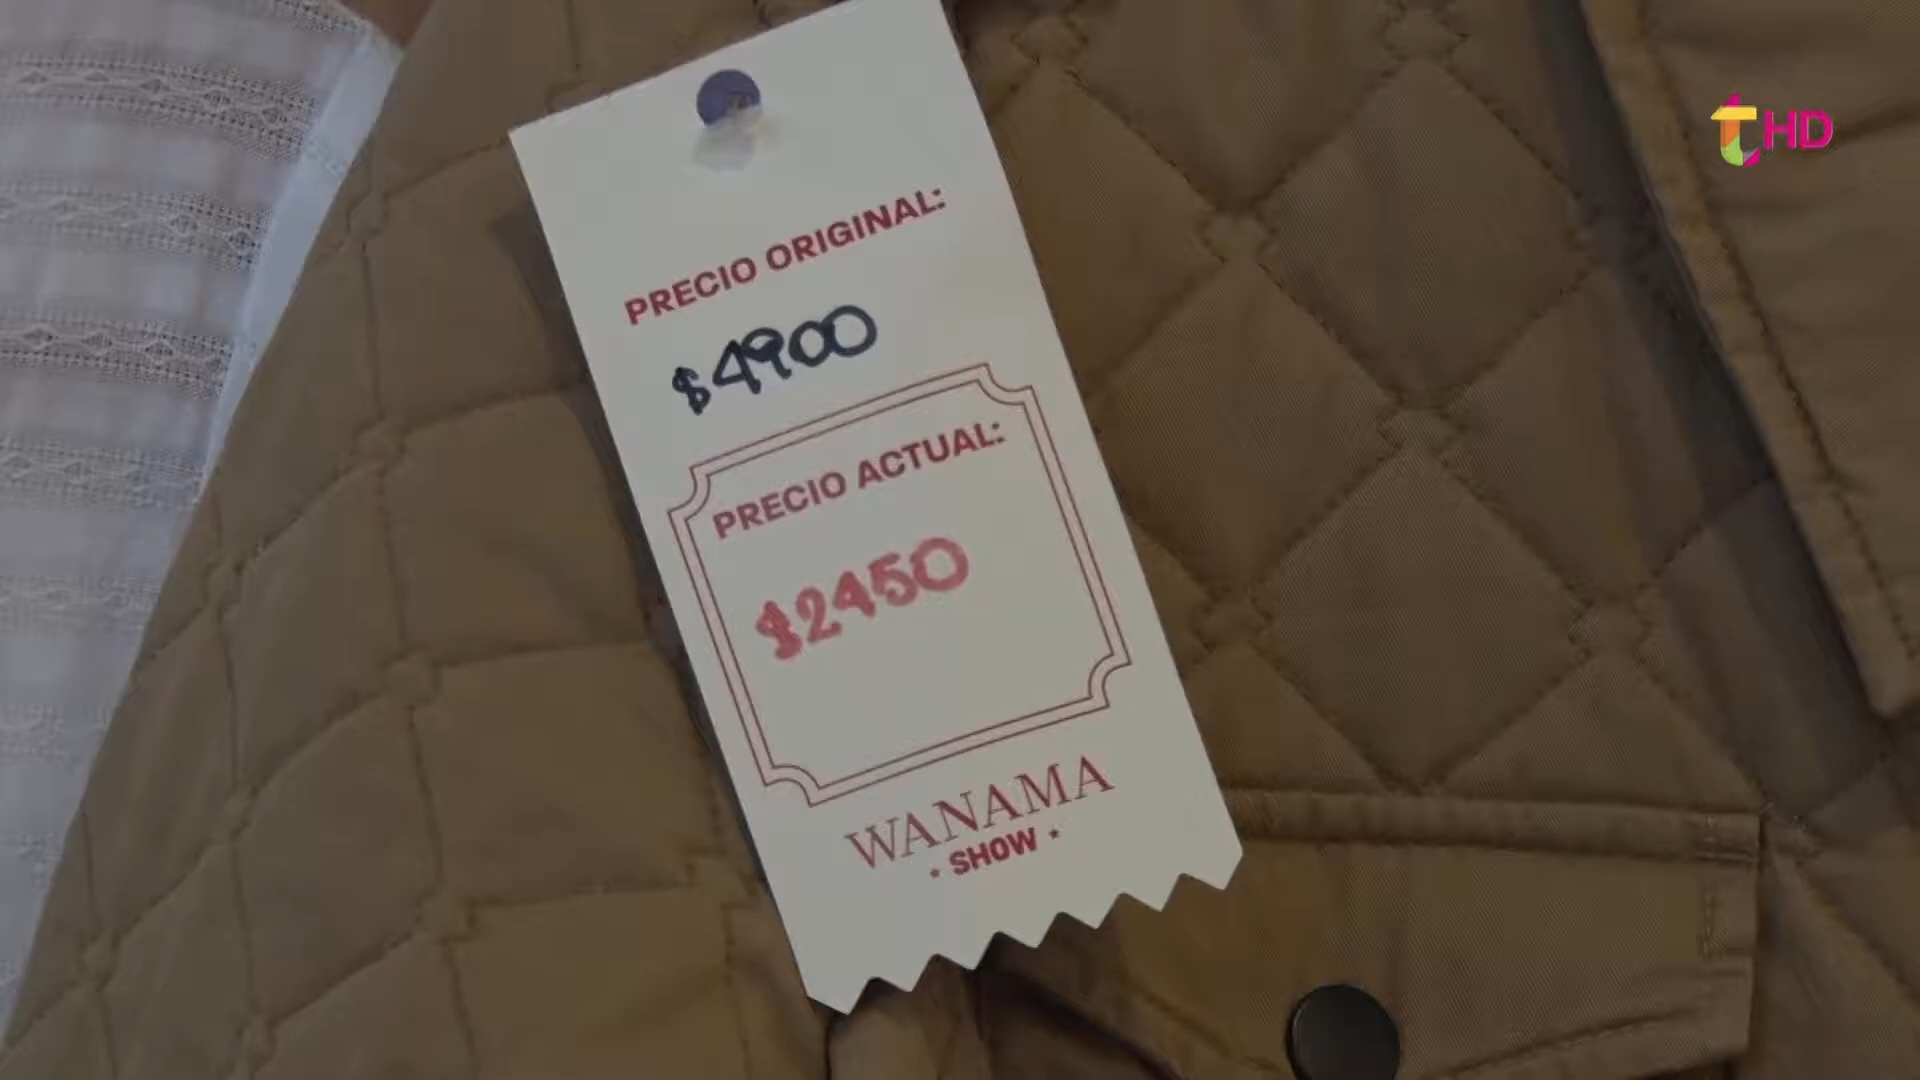 PRECIO ORIGINAL:
$4900
PRECIO ACTUAL:
$2450
WANAMA
* SHOW *
t HD